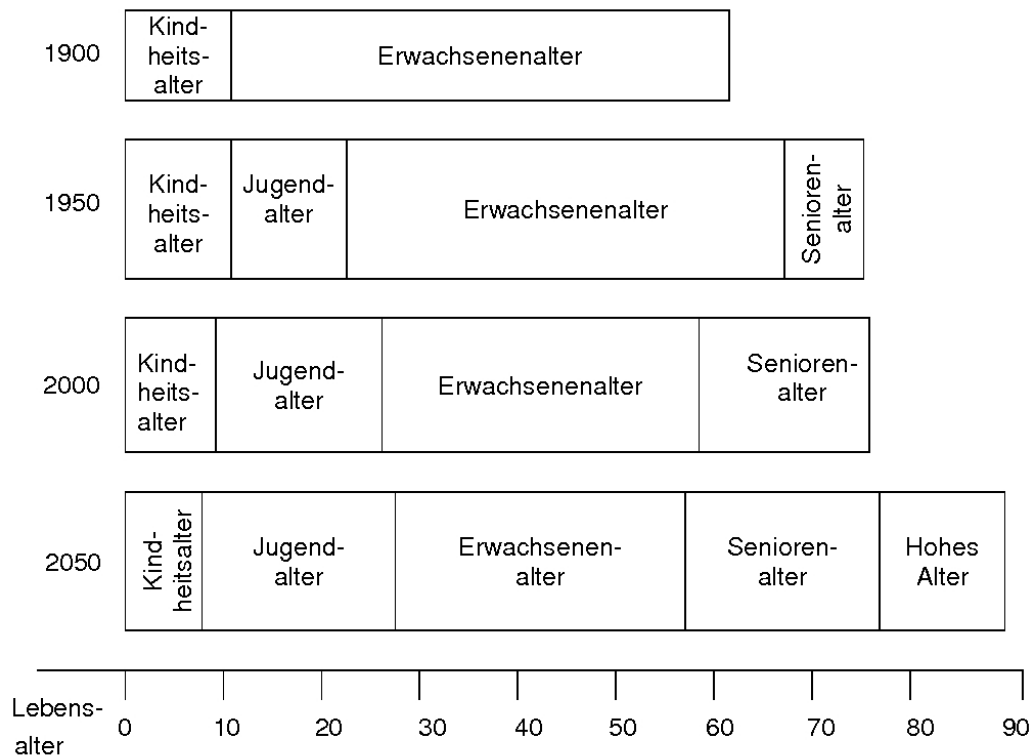 1900
Kind-
heits-
alter
Erwachsenenalter
1950
Kind-
heits-
alter
Jugend-
alter
Erwachsenenalter
Senioren-
alter
2000
Kind-
heits-
alter
Jugend-
alter
Erwachsenenalter
Senioren-
alter
2050
Kind-
heitsalter
Jugend-
alter
Erwachsenen-
alter
Senioren-
alter
Hohes
Alter
Lebens-
alter
0 10 20 30 40 50 60 70 80 90